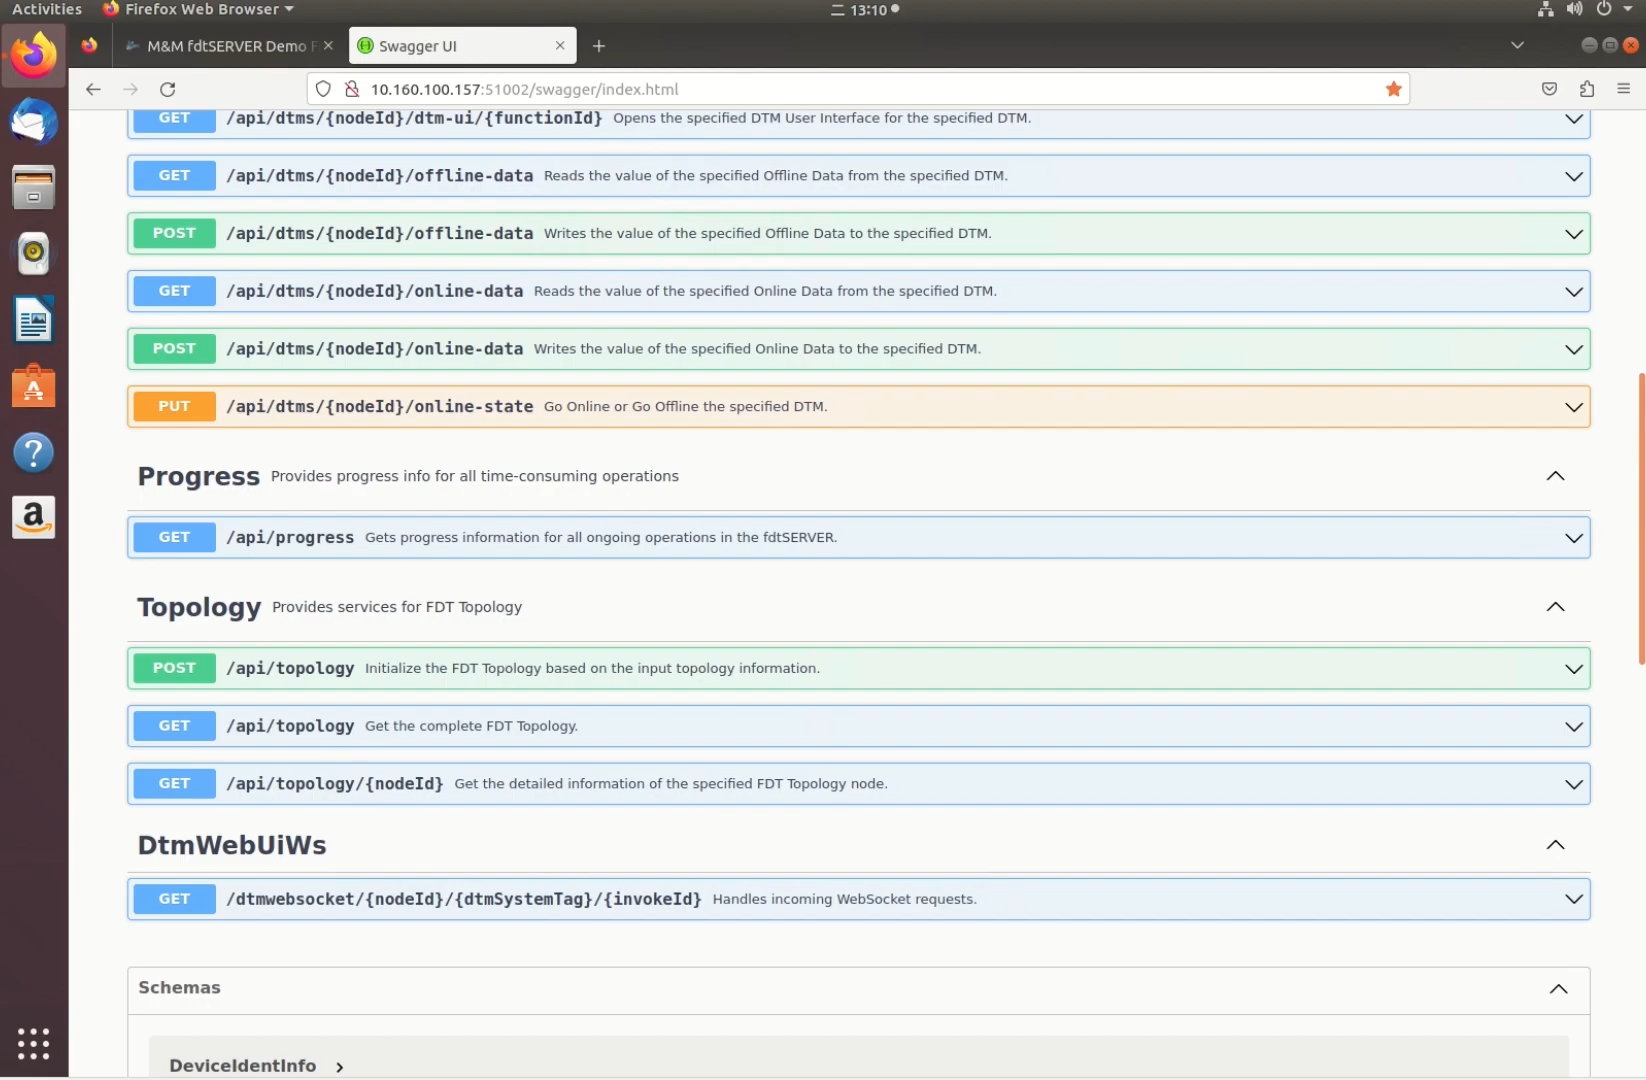 Activities Firefox Web Browser 二 13:10
M&M fdtSERVER Demo F Swagger UI
10.160.100.157:51002/swagger/index.html
GET /api/dtms/{nodeId}/dtm-ui/{functionId} Opens the specified DTM User Interface for the specified DTM.
GET /api/dtms/{nodeId}/offline-data Reads the value of the specified Offline Data from the specified DTM.
POST /api/dtms/{nodeId}/offline-data Writes the value of the specified Offline Data to the specified DTM.
GET /api/dtms/{nodeId}/online-data Reads the value of the specified Online Data from the specified DTM.
POST /api/dtms/{nodeId}/online-data Writes the value of the specified Online Data to the specified DTM.
PUT /api/dtms/{nodeId}/online-state Go Online or Go Offline the specified DTM.
Progress Provides progress info for all time-consuming operations
GET /api/progress Gets progress information for all ongoing operations in the fdtSERVER.
Topology Provides services for FDT Topology
POST /api/topology Initialize the FDT Topology based on the input topology information.
GET /api/topology Get the complete FDT Topology.
GET /api/topology/{nodeId} Get the detailed information of the specified FDT Topology node.
DtmWebUiWs
GET /dtmwebsocket/{nodeId}/{dtmSystemTag}/{invokeId} Handles incoming WebSocket requests.
Schemas
DeviceIdentInfo